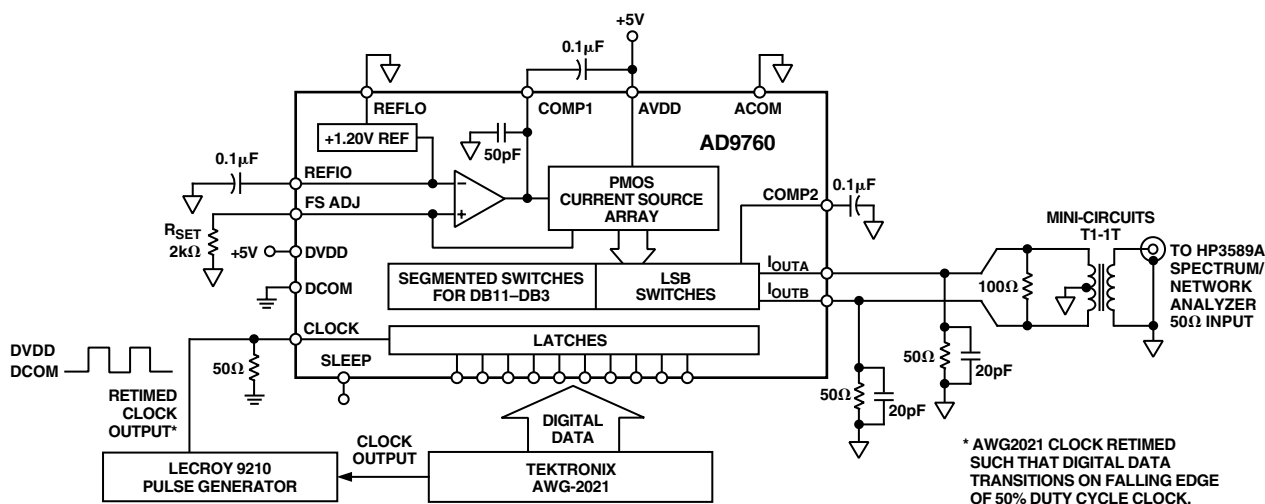 +5V
0.1µF
REFLO
COMP1
AVDD
ACOM
+1.20V REF
50pF
AD9760
0.1µF
REFIO
–
+
PMOS
CURRENT SOURCE
ARRAY
COMP2
0.1µF
FS ADJ
RSET
2kΩ
+5V
DVDD
DCOM
SEGMENTED SWITCHES
FOR DB11–DB3
LSB
SWITCHES
IOUTA
IOUTB
MINI-CIRCUITS
T1-1T
100Ω
TO HP3589A
SPECTRUM/
NETWORK
ANALYZER
50Ω INPUT
CLOCK
LATCHES
DVDD
DCOM
50Ω
SLEEP
50Ω
20pF
50Ω
20pF
RETIMED
CLOCK
OUTPUT*
DIGITAL
DATA
CLOCK
OUTPUT
LECROY 9210
PULSE GENERATOR
TEKTRONIX
AWG-2021
* AWG2021 CLOCK RETIMED
SUCH THAT DIGITAL DATA
TRANSITIONS ON FALLING EDGE
OF 50% DUTY CYCLE CLOCK.